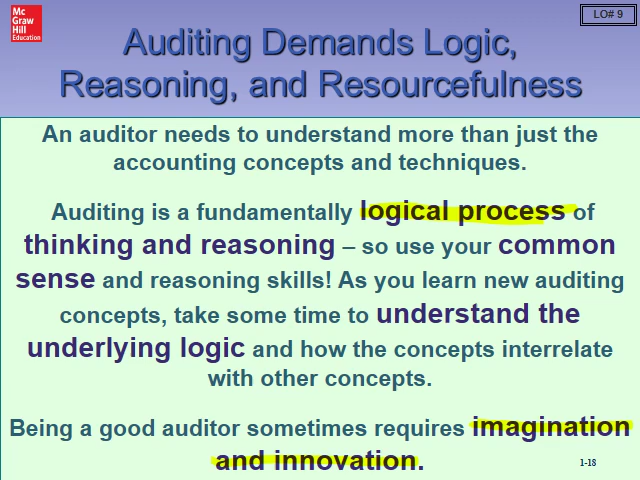 Mc
Graw
Hill
Education
LO# 9
Auditing Demands Logic,
Reasoning, and Resourcefulness
An auditor needs to understand more than just the
accounting concepts and techniques.
Auditing is a fundamentally logical process of
thinking and reasoning – so use your common
sense and reasoning skills! As you learn new auditing
concepts, take some time to understand the
underlying logic and how the concepts interrelate
with other concepts.
Being a good auditor sometimes requires imagination
and innovation.
1-18